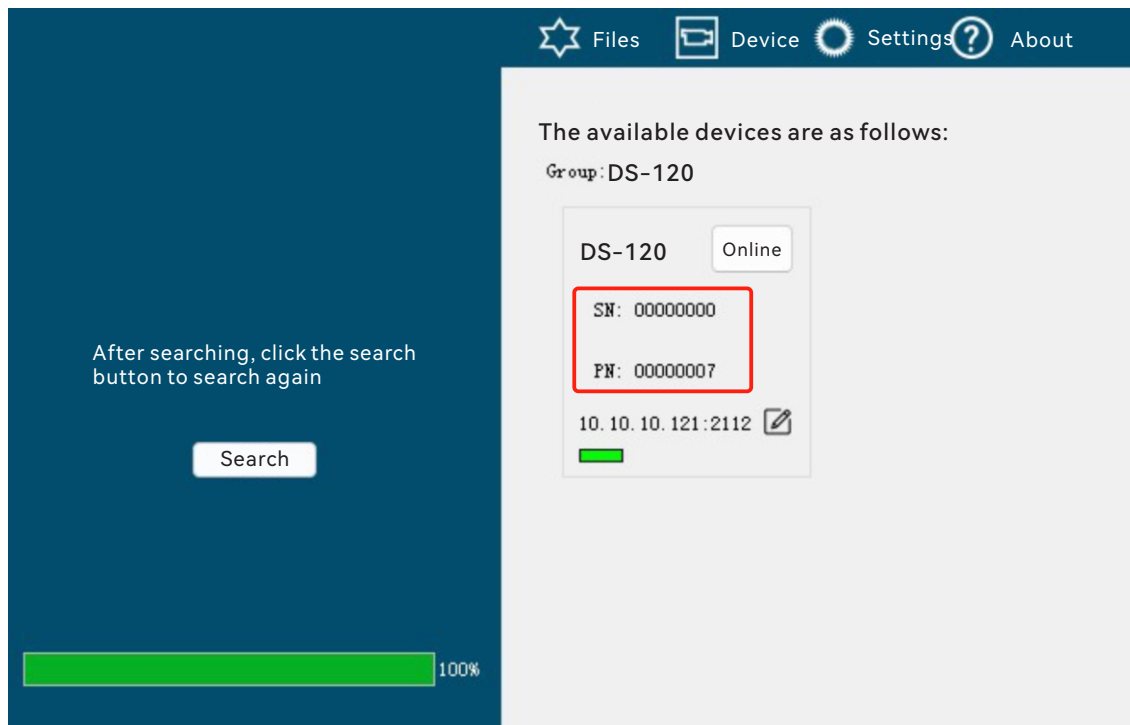 Files Device Settings ? About
The available devices are as follows:
Group:DS-120
DS-120 Online
SN: 00000000
PN: 00000007
10.10.10.121:2112
After searching, click the search
button to search again
Search
100%